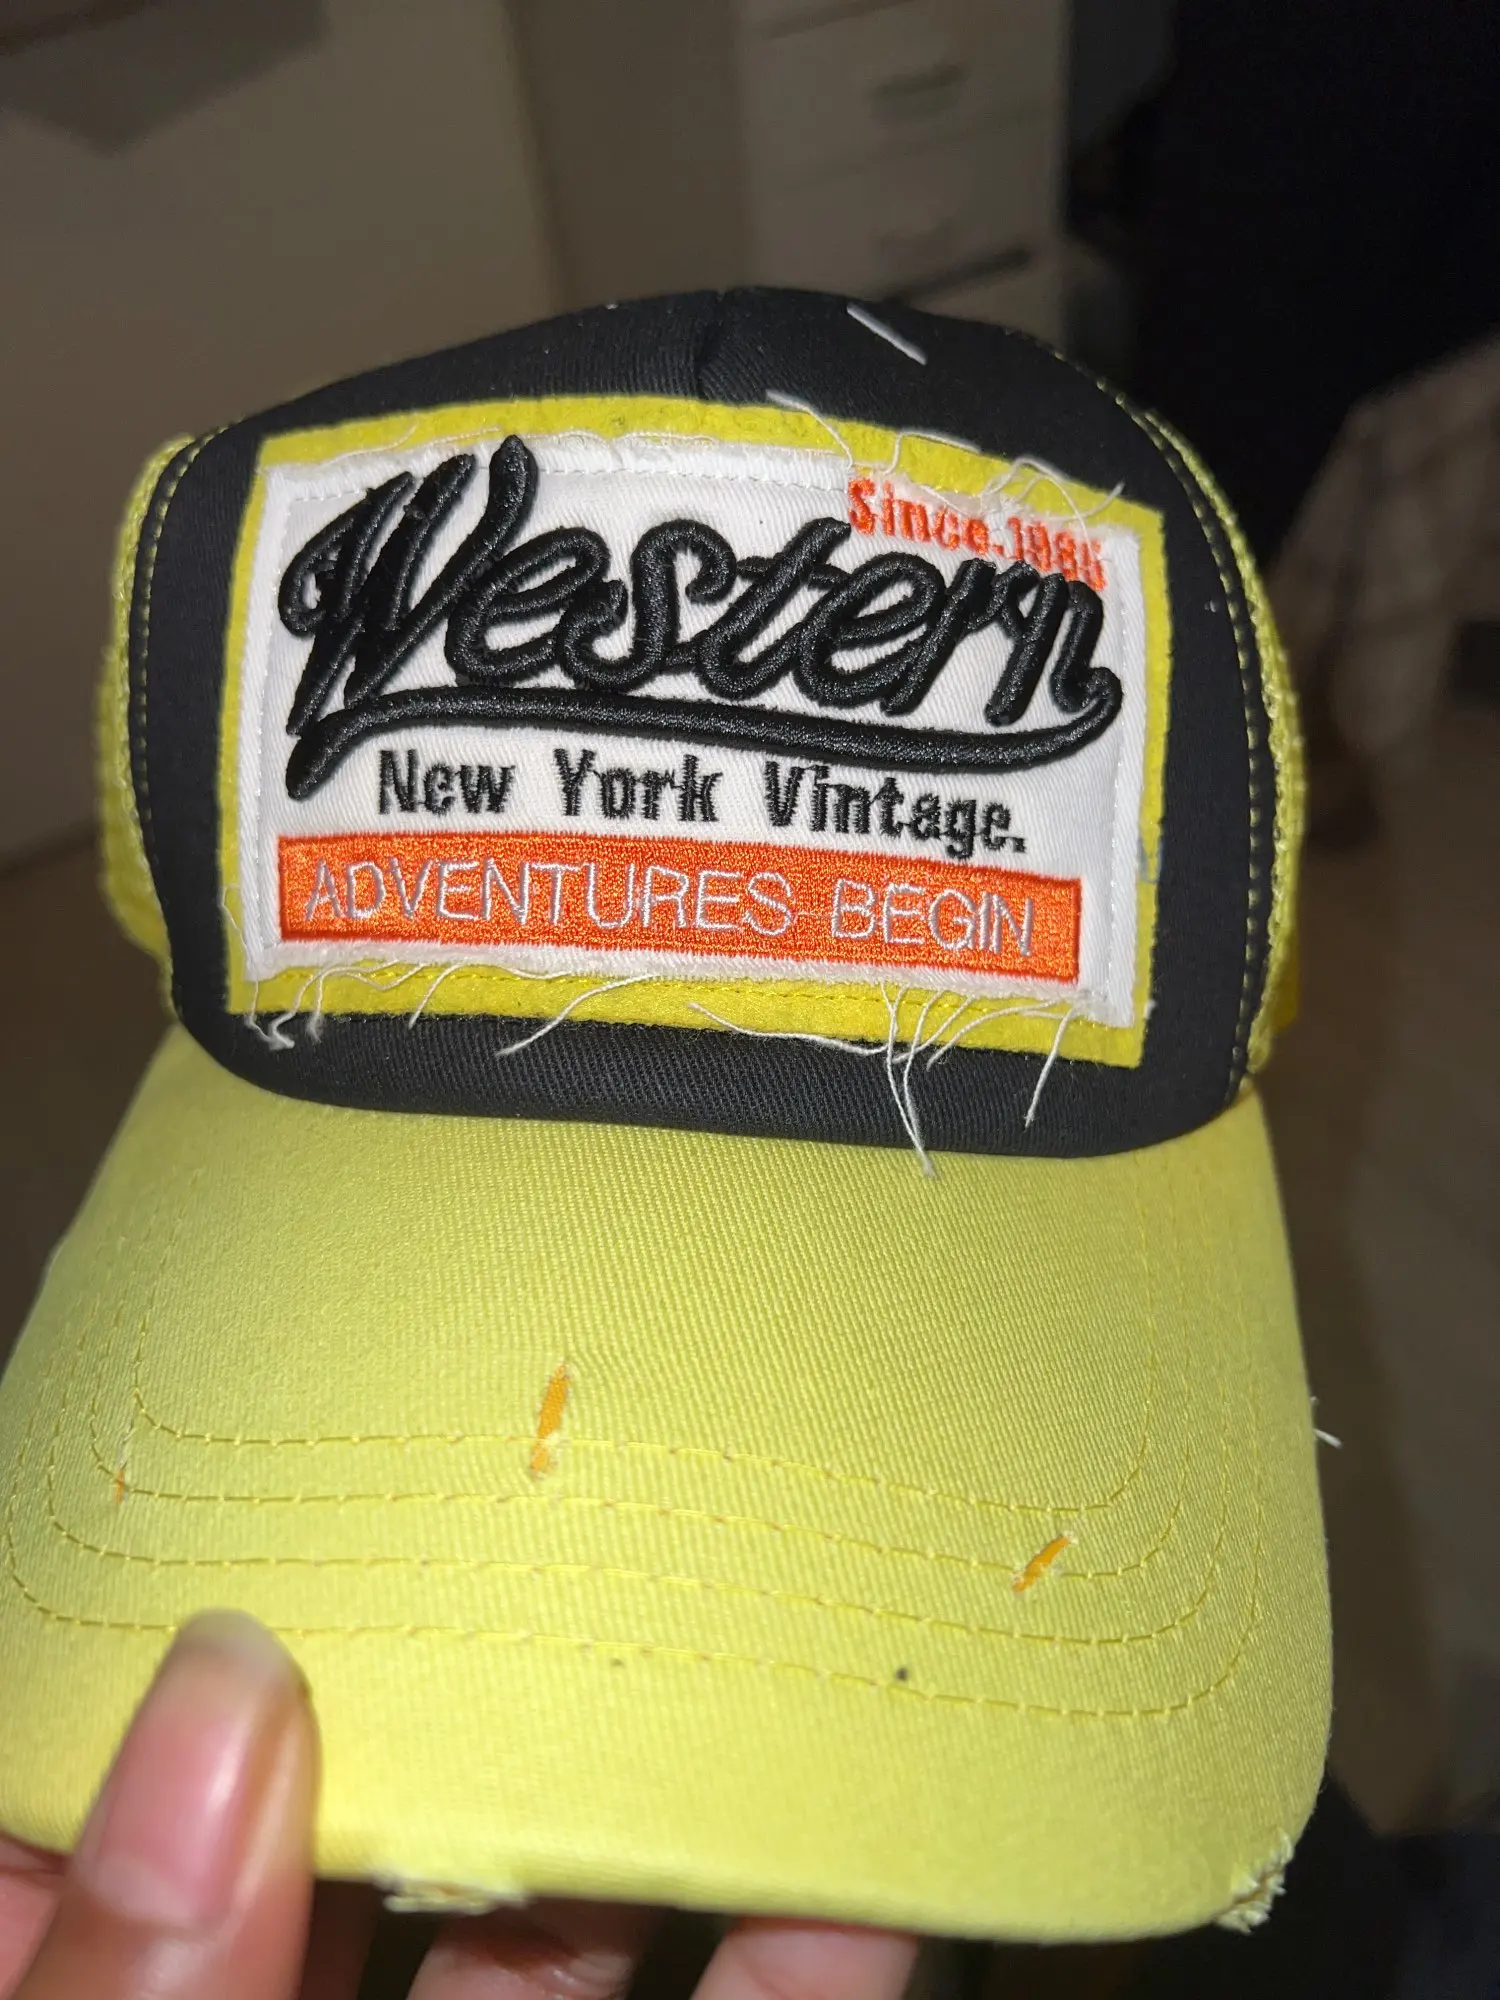 Since.1985
Western
New York Vintage.
ADVENTURES BEGIN